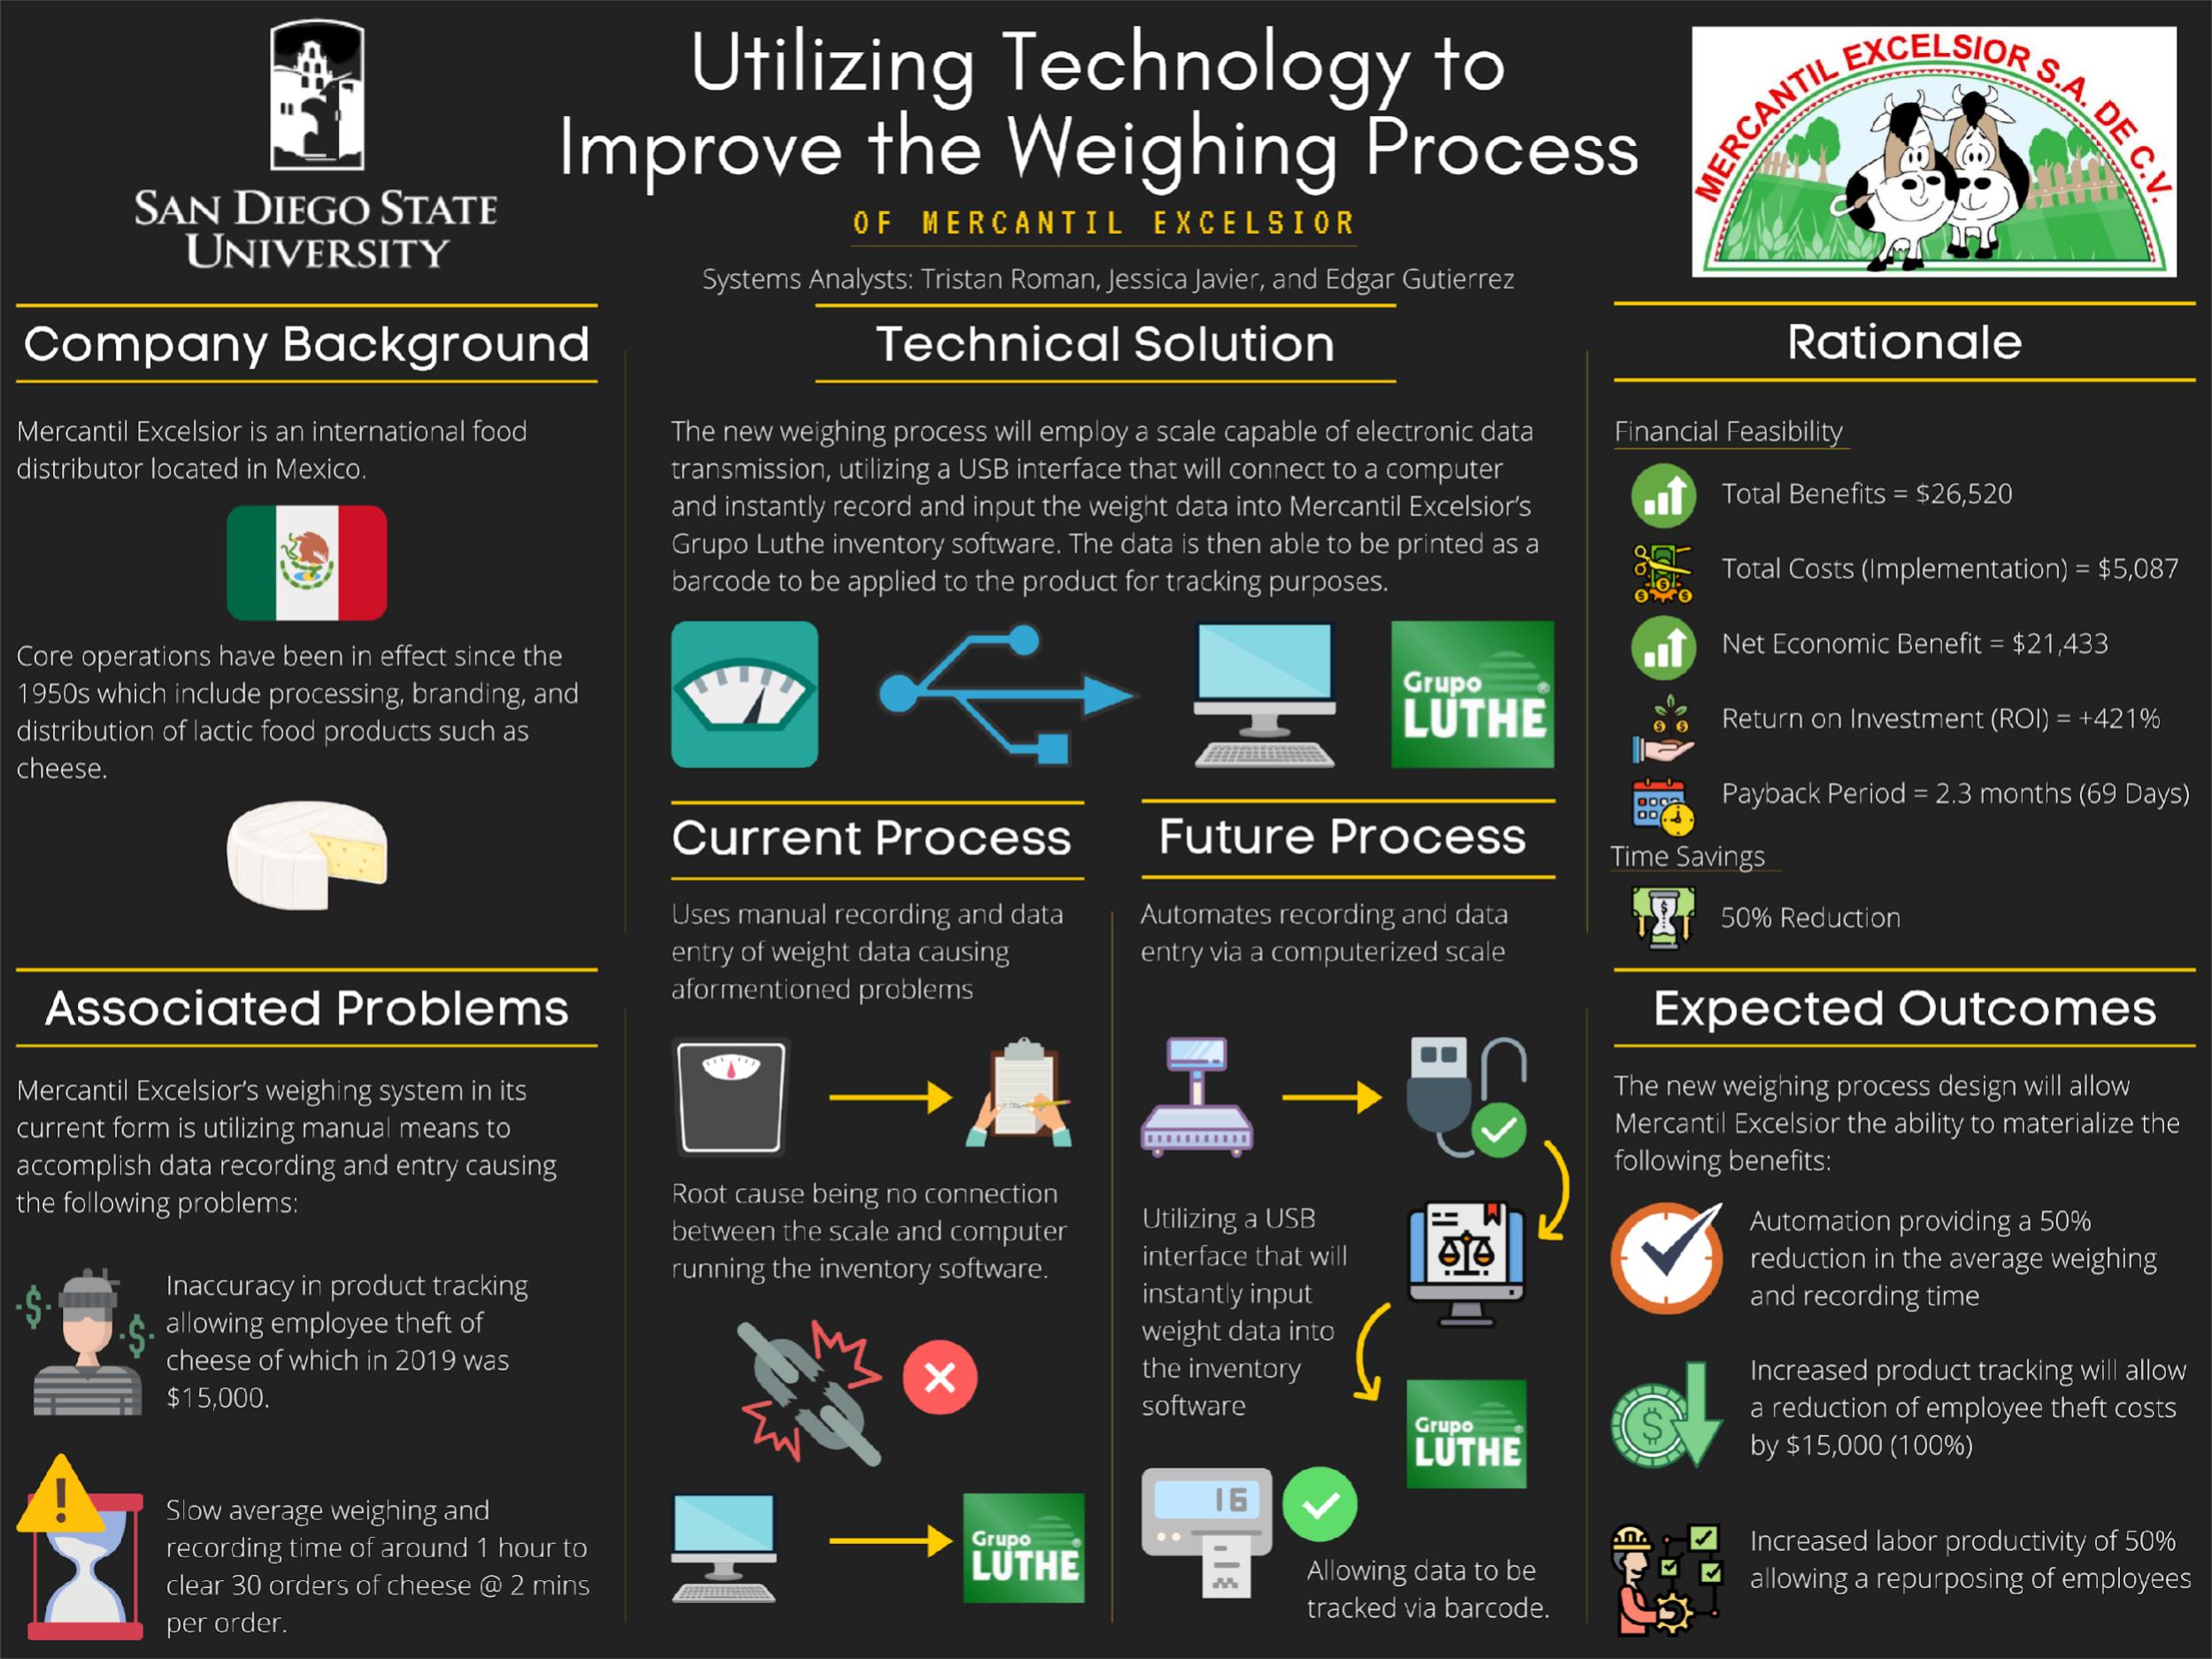 SAN DIEGO STATE
UNIVERSITY
Utilizing Technology to
Improve the Weighing Process
OF MERCANTIL EXCELSIOR
Systems Analysts: Tristan Roman, Jessica Javier, and Edgar Gutierrez
MERCANTIL EXCELSIOR S.A. DE C.V.
Company Background
Mercantil Excelsior is an international food
distributor located in Mexico.
Core operations have been in effect since the
1950s which include processing, branding, and
distribution of lactic food products such as
cheese.
Associated Problems
Mercantil Excelsior's weighing system in its
current form is utilizing manual means to
accomplish data recording and entry causing
the following problems:
-$-
-$-
Inaccuracy in product tracking
allowing employee theft of
cheese of which in 2019 was
$15,000.
!
Slow average weighing and
recording time of around 1 hour to
clear 30 orders of cheese @ 2 mins
per order.
Technical Solution
The new weighing process will employ a scale capable of electronic data
transmission, utilizing a USB interface that will connect to a computer
and instantly record and input the weight data into Mercantil Excelsior's
Grupo Luthe inventory software. The data is then able to be printed as a
barcode to be applied to the product for tracking purposes.
Grupo
LUTHE®
Current Process
Uses manual recording and data
entry of weight data causing
aformentioned problems
Root cause being no connection
between the scale and computer
running the inventory software.
Grupo
LUTHE®
Future Process
Automates recording and data
entry via a computerized scale
Utilizing a USB
interface that will
instantly input
weight data into
the inventory
software
Grupo
LUTHE®
16
Allowing data to be
tracked via barcode.
Rationale
Financial Feasibility
Total Benefits = $26,520
Total Costs (Implementation) = $5,087
Net Economic Benefit = $21,433
Return on Investment (ROI) = +421%
Payback Period = 2.3 months (69 Days)
Time Savings
50% Reduction
Expected Outcomes
The new weighing process design will allow
Mercantil Excelsior the ability to materialize the
following benefits:
Automation providing a 50%
reduction in the average weighing
and recording time
Increased product tracking will allow
a reduction of employee theft costs
by $15,000 (100%)
Increased labor productivity of 50%
allowing a repurposing of employees